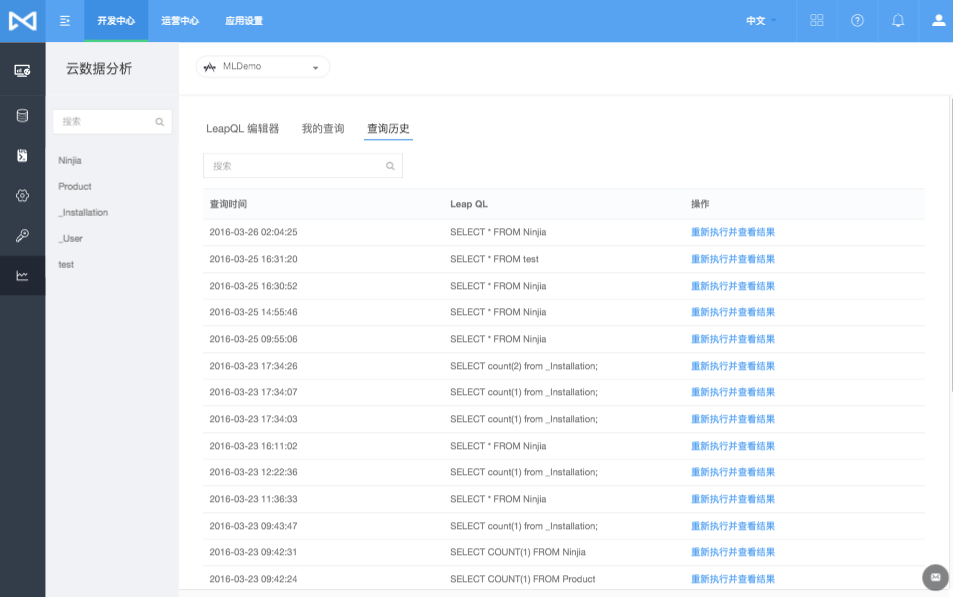 开发中心 运营中心 应用设置 中文
云数据分析
MLDemo
搜索
Ninjia
Product
_Installation
_User
test
LeapQL 编辑器 我的查询 查询历史
搜索
查询时间 Leap QL 操作
2016-03-26 02:04:25 SELECT * FROM Ninjia 重新执行并查看结果
2016-03-25 16:31:20 SELECT * FROM test 重新执行并查看结果
2016-03-25 16:30:52 SELECT * FROM Ninjia 重新执行并查看结果
2016-03-25 14:55:46 SELECT * FROM Ninjia 重新执行并查看结果
2016-03-25 09:55:06 SELECT * FROM Ninjia 重新执行并查看结果
2016-03-23 17:34:26 SELECT count(2) from _Installation; 重新执行并查看结果
2016-03-23 17:34:07 SELECT count(1) from _Installation; 重新执行并查看结果
2016-03-23 17:34:03 SELECT count(1) from _Installation; 重新执行并查看结果
2016-03-23 16:11:02 SELECT * FROM Ninjia 重新执行并查看结果
2016-03-23 12:22:36 SELECT count(1) from _Installation; 重新执行并查看结果
2016-03-23 11:36:33 SELECT * FROM Ninjia 重新执行并查看结果
2016-03-23 09:43:47 SELECT count(1) from _Installation; 重新执行并查看结果
2016-03-23 09:42:31 SELECT COUNT(1) FROM Ninjia 重新执行并查看结果
2016-03-23 09:42:24 SELECT COUNT(1) FROM Product 重新执行并查看结果